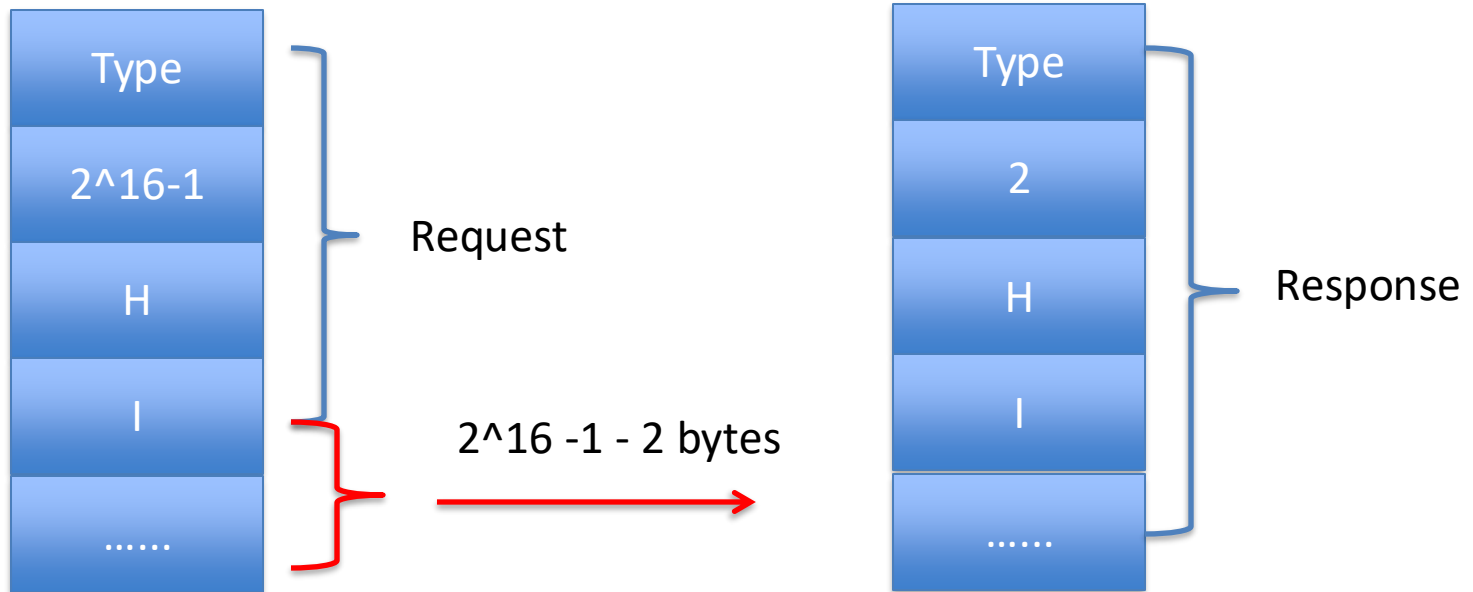 Type
2^16-1
H
I
......
Request
2^16 -1 - 2 bytes
Type
2
H
I
......
Response